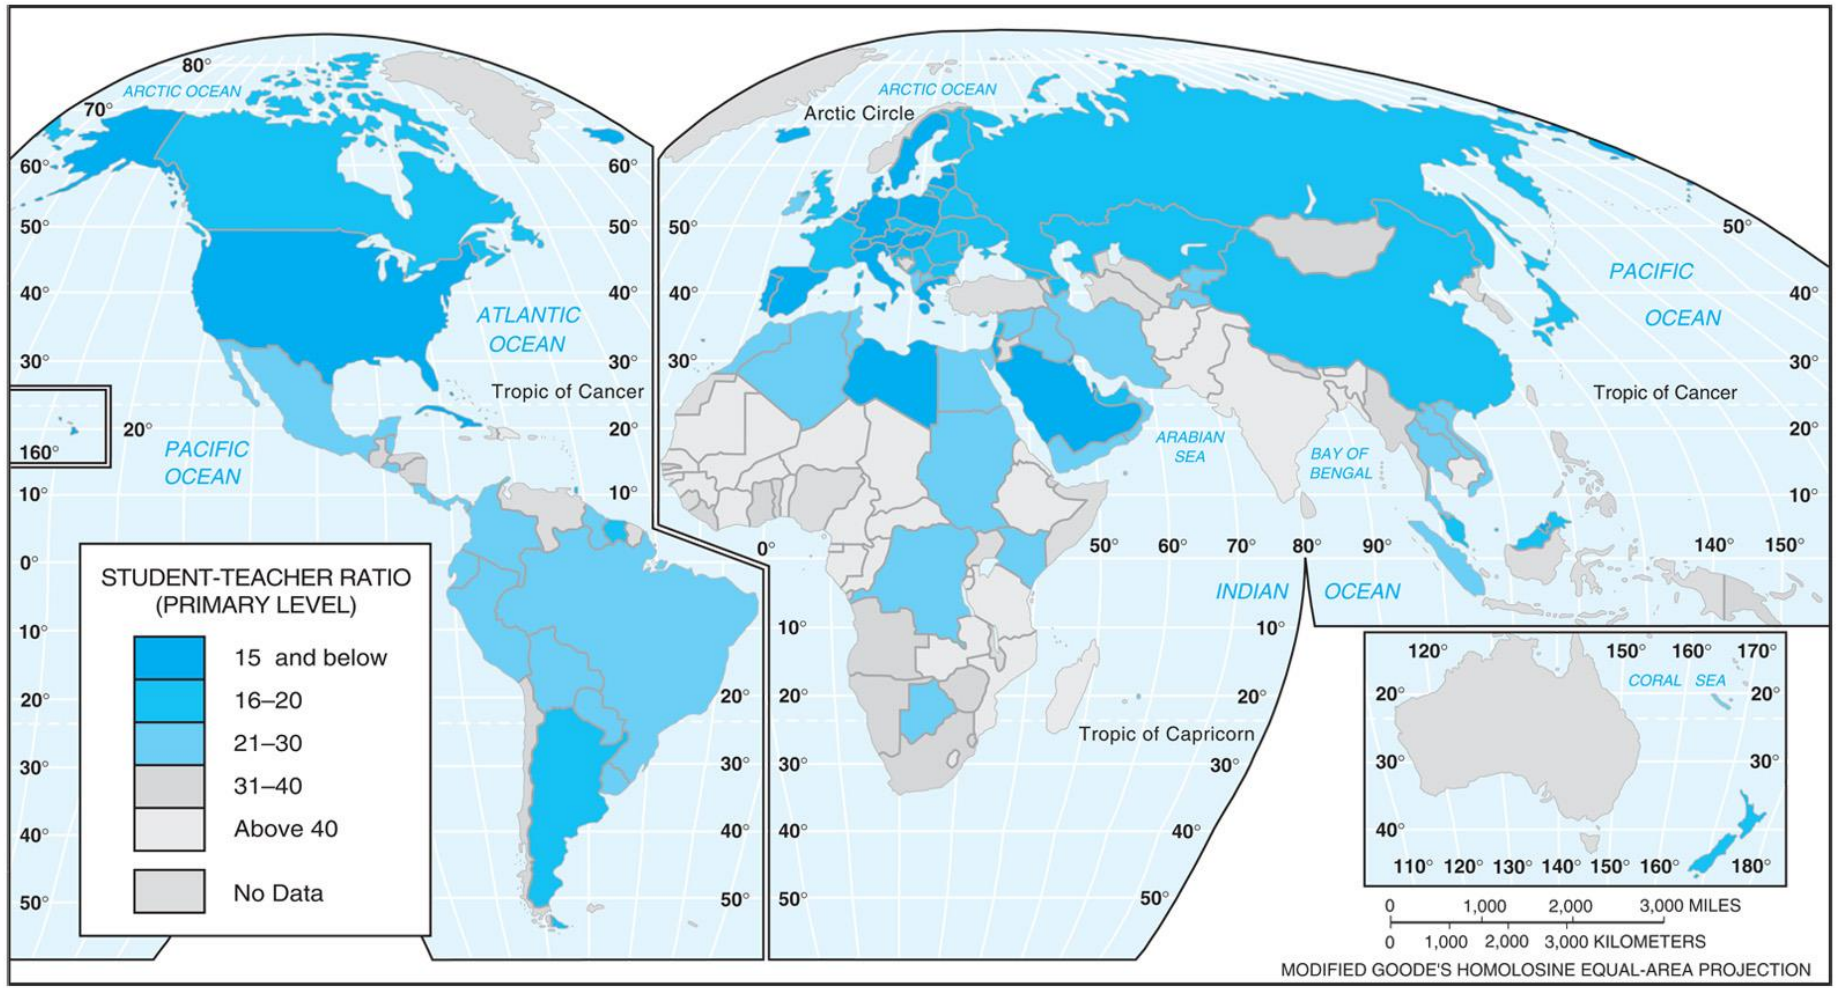 80°
ARCTIC OCEAN
70°
60°
60°
50°
50°
40°
ATLANTIC
OCEAN
40°
30°
30°
Tropic of Cancer
20°
160°
PACIFIC
OCEAN
20°
10°
10°
0°
10°
20°
20°
30°
30°
40°
40°
50°
50°
STUDENT-TEACHER RATIO
(PRIMARY LEVEL)
15 and below
16–20
21–30
31–40
Above 40
No Data
ARCTIC OCEAN
Arctic Circle
50°
50°
PACIFIC
OCEAN
40°
40°
30°
30°
Tropic of Cancer
ARABIAN
SEA
BAY OF
BENGAL
20°
10°
0°
50°
60°
70°
80°
90°
140°
150°
INDIAN
OCEAN
10°
10°
20°
20°
Tropic of Capricorn
30°
30°
40°
40°
50°
50°
120°
150°
160°
170°
CORAL SEA
20°
20°
30°
30°
40°
110°
120°
130°
140°
150°
160°
180°
0 1,000 2,000 3,000 MILES
0 1,000 2,000 3,000 KILOMETERS
MODIFIED GOODE'S HOMOLOSINE EQUAL-AREA PROJECTION